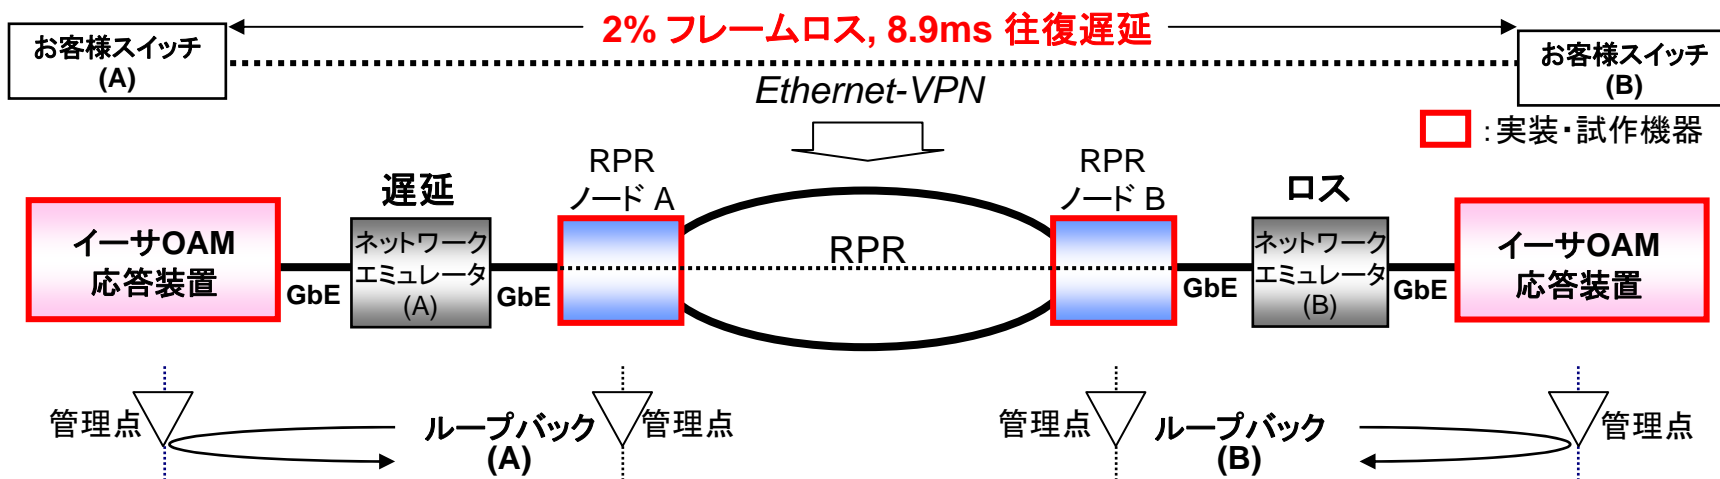 2% フレームロス, 8.9ms 往復遅延
お客様スイッチ
(A)
お客様スイッチ
(B)
Ethernet-VPN
:実装・試作機器
遅延
RPR
ノード A
RPR
ノード B
ロス
イーサOAM
応答装置
GbE
ネットワーク
エミュレータ
(A)
GbE
RPR
GbE
ネットワーク
エミュレータ
(B)
GbE
イーサOAM
応答装置
管理点
ループバック
(A)
管理点
管理点
ループバック
(B)
管理点